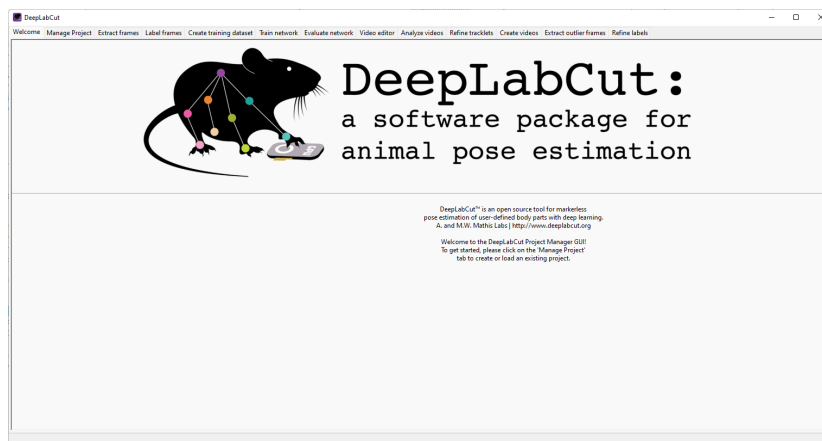 DeepLabCut
Welcome Manage Project Extract frames Label frames Create training dataset Train network Evaluate network Video editor Analyze videos Refine tracklets Create videos Extract outlier frames Refine labels
DeepLabCut:
a software package for
animal pose estimation
DeepLabCut™ is an open source tool for markerless
pose estimation of user-defined body parts with deep learning.
A. and M.W. Mathis Labs | http://www.deeplabcut.org
Welcome to the DeepLabCut Project Manager GUI!
To get started, please click on the 'Manage Project'
tab to create or load an existing project.